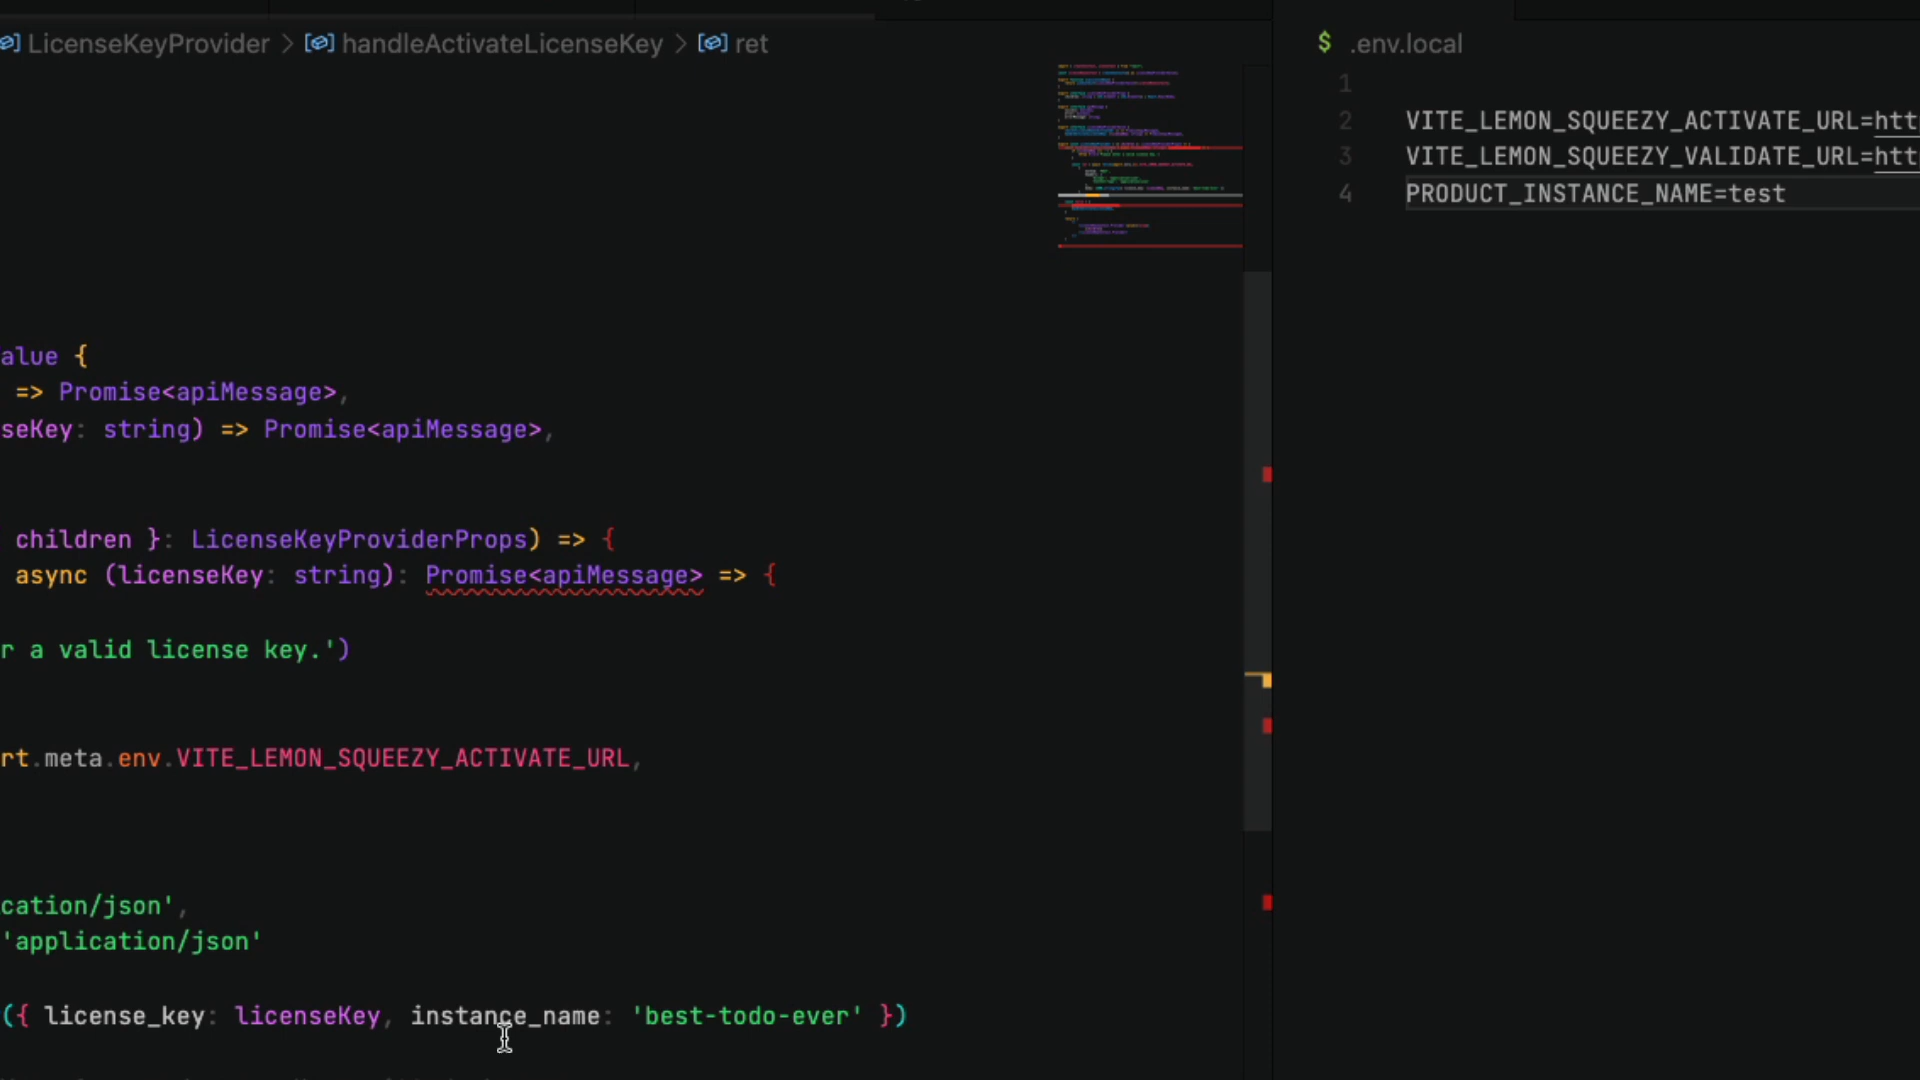 LicenseKeyProvider > handleActivateLicenseKey > ret
alue {
=> Promise<apiMessage>,
seKey: string) => Promise<apiMessage>,
children }: LicenseKeyProviderProps) => {
async (licenseKey: string): Promise<apiMessage> => {
r a valid license key.')
rt.meta.env.VITE_LEMON_SQUEEZY_ACTIVATE_URL,
cation/json',
'application/json'
({ license_key: licenseKey, instance_name: 'best-todo-ever' })
$ .env.local
1
2 VITE_LEMON_SQUEEZY_ACTIVATE_URL=htt
3 VITE_LEMON_SQUEEZY_VALIDATE_URL=htt
4 PRODUCT_INSTANCE_NAME=test